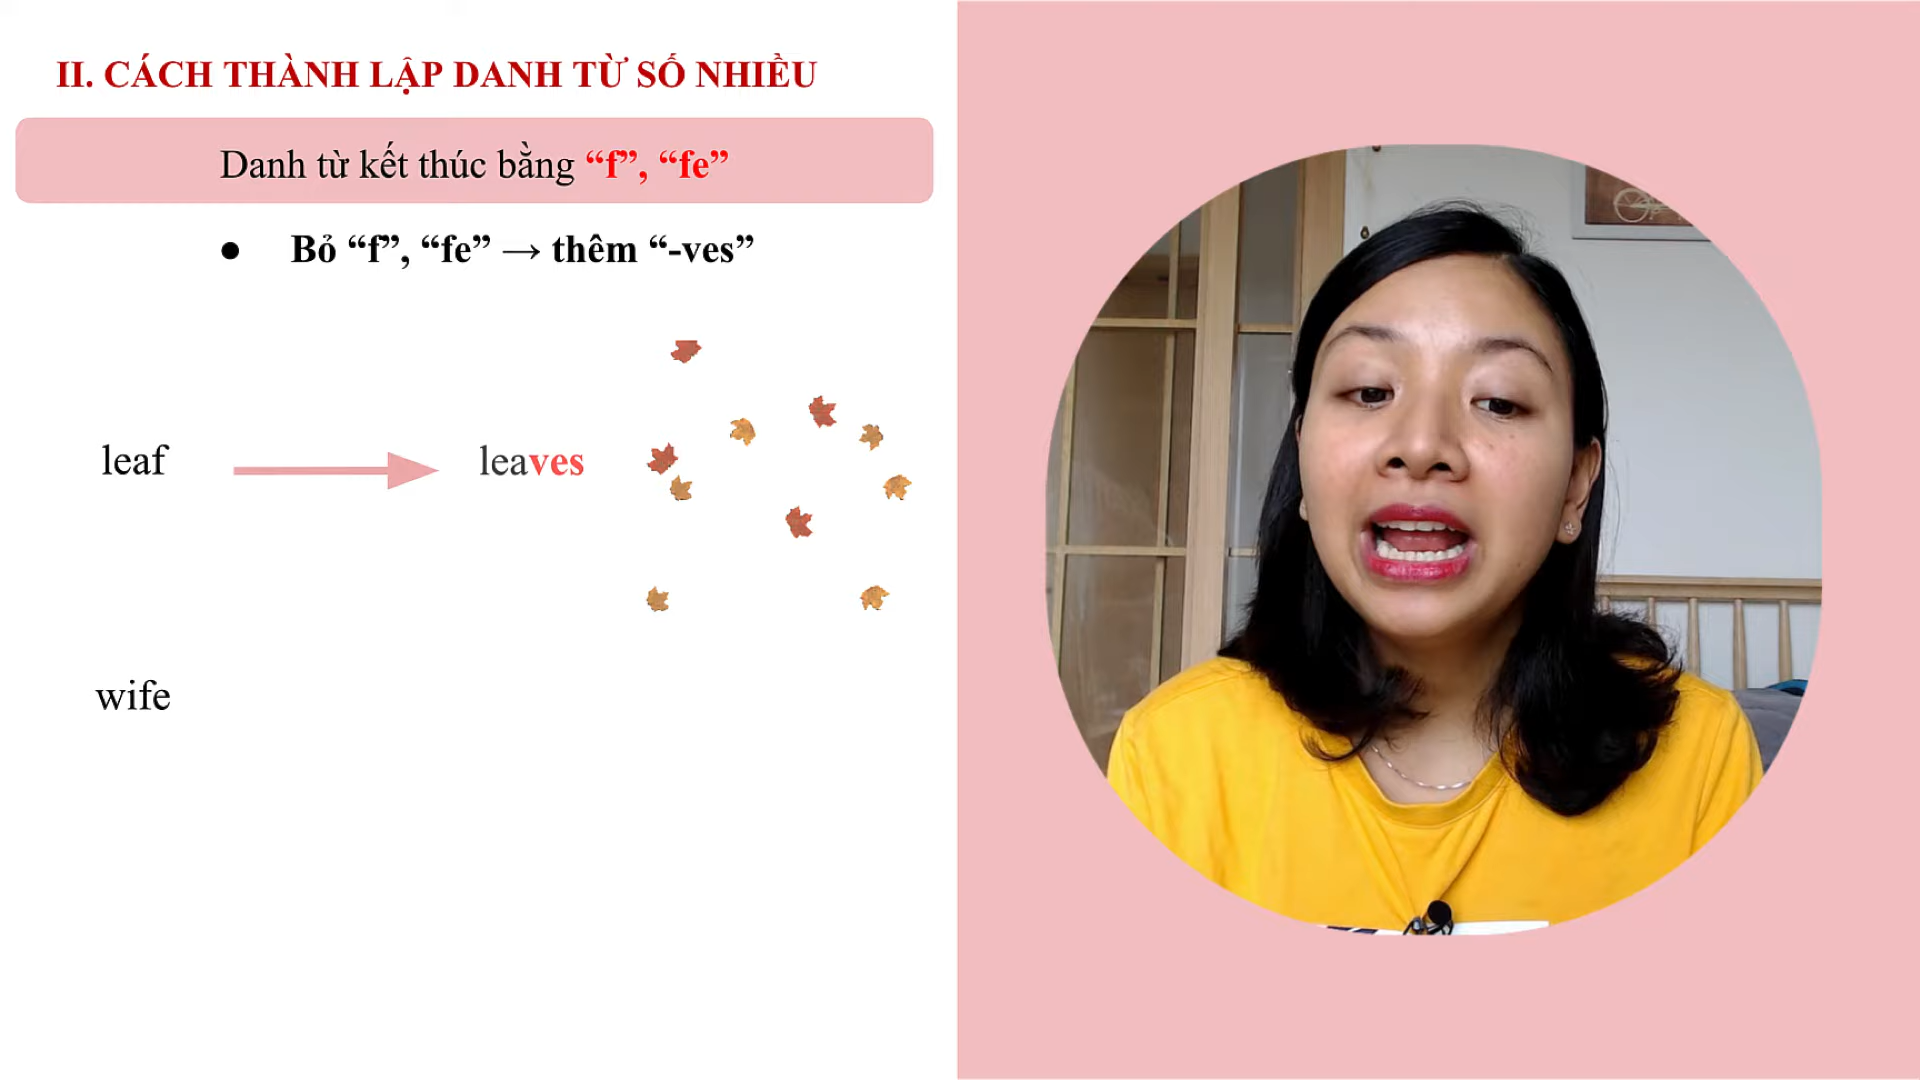 II. CÁCH THÀNH LẬP DANH TỪ SỐ NHIỀU
Danh từ kết thúc bằng “f”, “fe”
● Bỏ “f”, “fe” → thêm “-ves”
leaf → leaves
wife